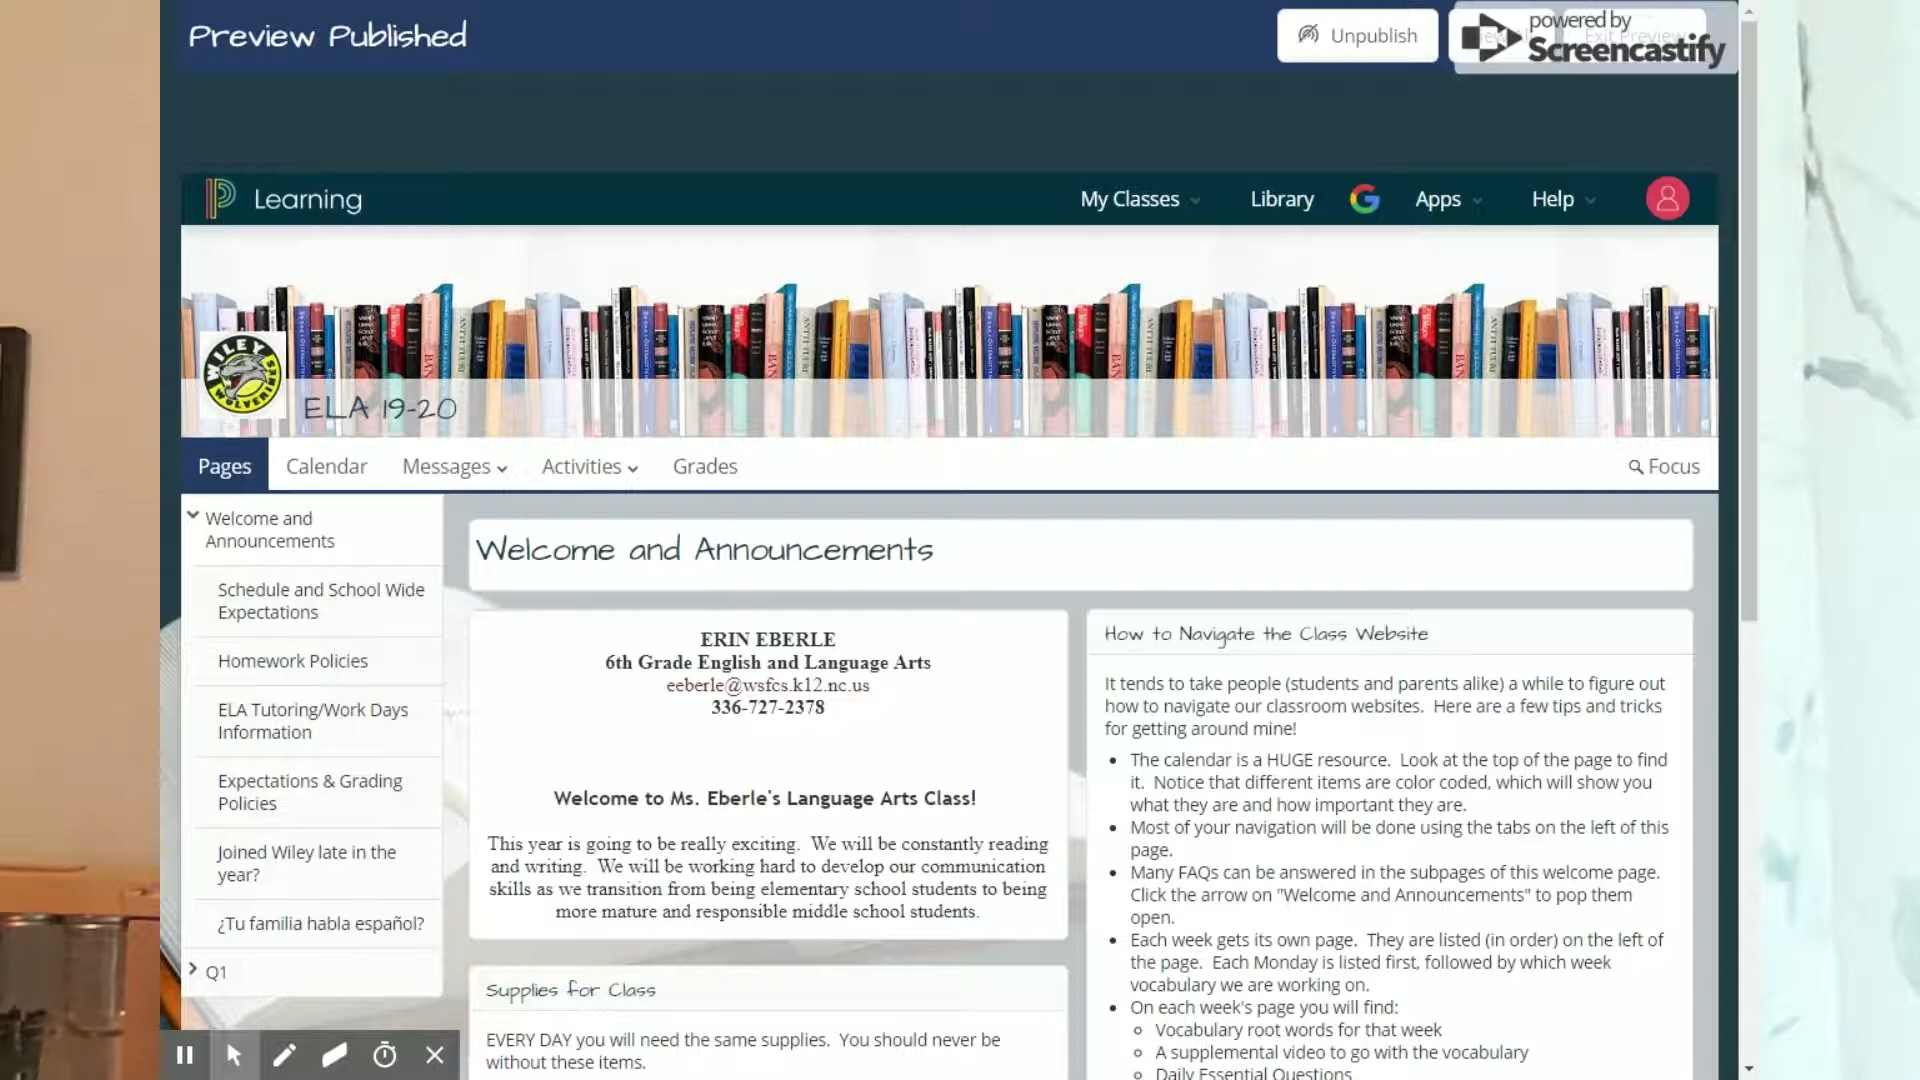 Preview Published
Unpublish
powered by
Screencastify
Exit Preview
Learning
My Classes
Library
Apps
Help
WILEY
WOLVERINES
ELA 19-20
Pages
Calendar
Messages
Activities
Grades
Focus
Welcome and
Announcements
Schedule and School Wide
Expectations
Homework Policies
ELA Tutoring/Work Days
Information
Expectations & Grading
Policies
Joined Wiley late in the
year?
¿Tu familia habla español?
Q1
Welcome and Announcements
ERIN EBERLE
6th Grade English and Language Arts
eeberle@wsfcs.k12.nc.us
336-727-2378
Welcome to Ms. Eberle's Language Arts Class!
This year is going to be really exciting.  We will be constantly reading
and writing.  We will be working hard to develop our communication
skills as we transition from being elementary school students to being
more mature and responsible middle school students.
Supplies for Class
EVERY DAY you will need the same supplies.  You should never be
without these items.
How to Navigate the Class Website
It tends to take people (students and parents alike) a while to figure out
how to navigate our classroom websites.  Here are a few tips and tricks
for getting around mine!
The calendar is a HUGE resource.  Look at the top of the page to find
it.  Notice that different items are color coded, which will show you
what they are and how important they are.
Most of your navigation will be done using the tabs on the left of this
page.
Many FAQs can be answered in the subpages of this welcome page.
Click the arrow on "Welcome and Announcements" to pop them
open.
Each week gets its own page.  They are listed (in order) on the left of
the page.  Each Monday is listed first, followed by which week
vocabulary we are working on.
On each week's page you will find:
Vocabulary root words for that week
A supplemental video to go with the vocabulary
Daily Essential Questions